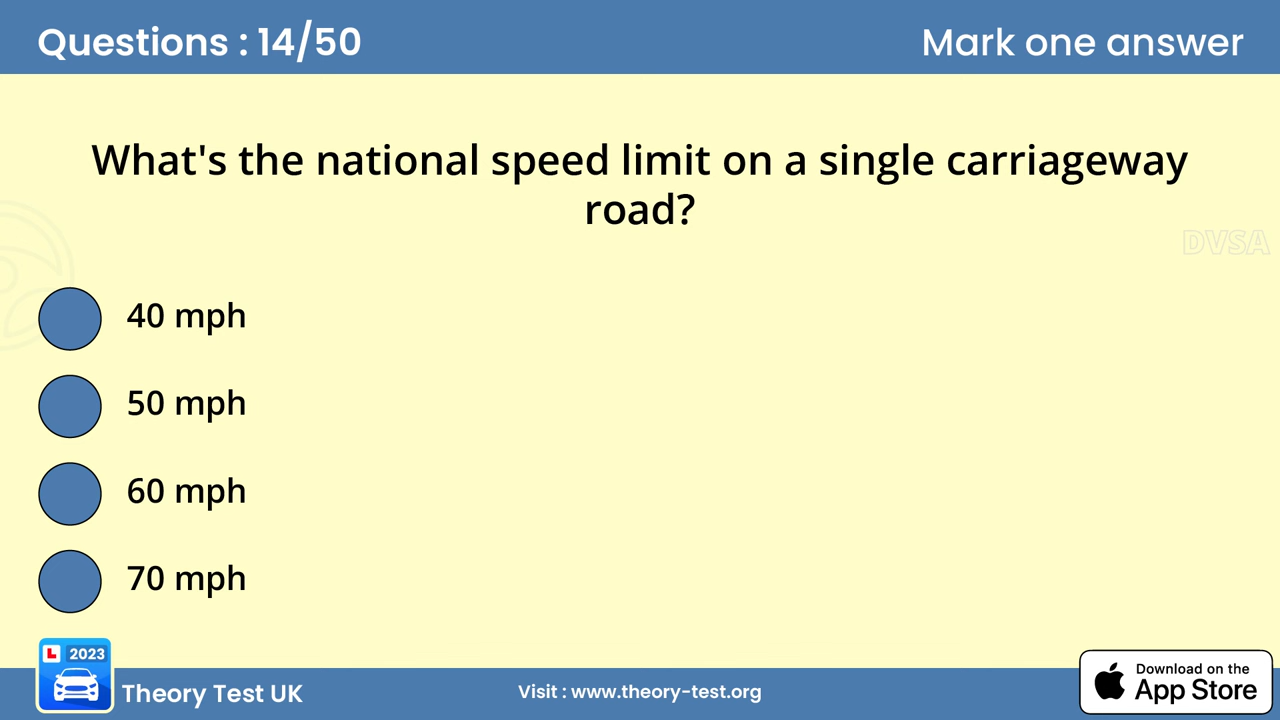 Questions : 14/50
Mark one answer
What's the national speed limit on a single carriageway
road?
DVSA
40 mph
50 mph
60 mph
70 mph
L 2023
Theory Test UK
Visit : www.theory-test.org
Download on the
App Store